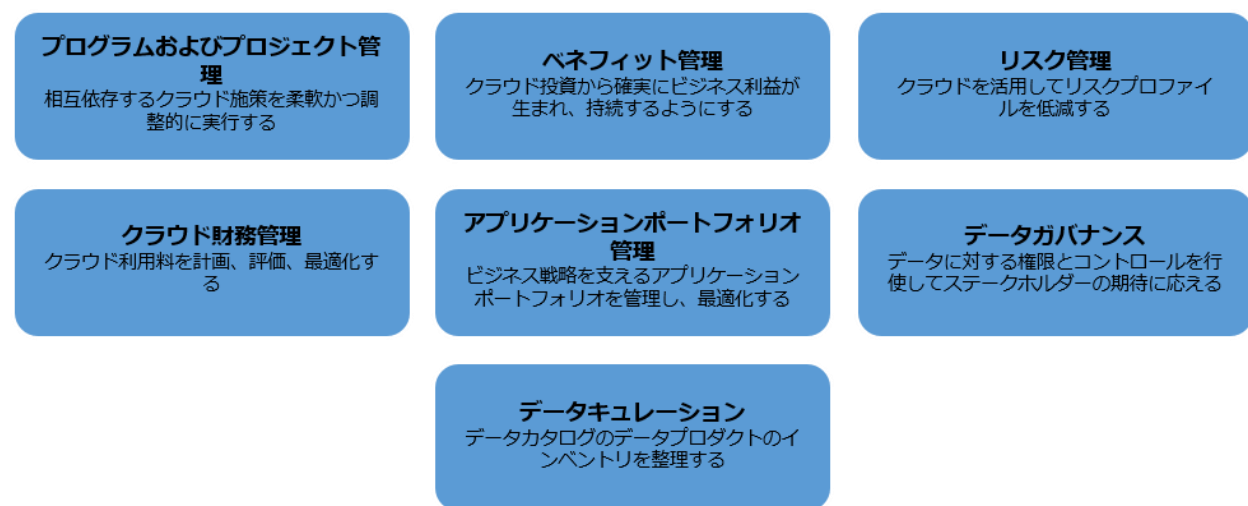 プログラムおよびプロジェクト管
理
相互依存するクラウド施策を柔軟かつ調
整的に実行する
ベネフィット管理
クラウド投資から確実にビジネス利益が
生まれ、持続するようにする
リスク管理
クラウドを活用してリスクプロファイ
ルを低減する
クラウド財務管理
クラウド利用料を計画、評価、最適化す
る
アプリケーションポートフォリオ
管理
ビジネス戦略を支えるアプリケーション
ポートフォリオを管理し、最適化する
データガバナンス
データに対する権限とコントロールを行
使してステークホルダーの期待に応える
データキュレーション
データカタログのデータプロダクトのイ
ンベントリを整理する